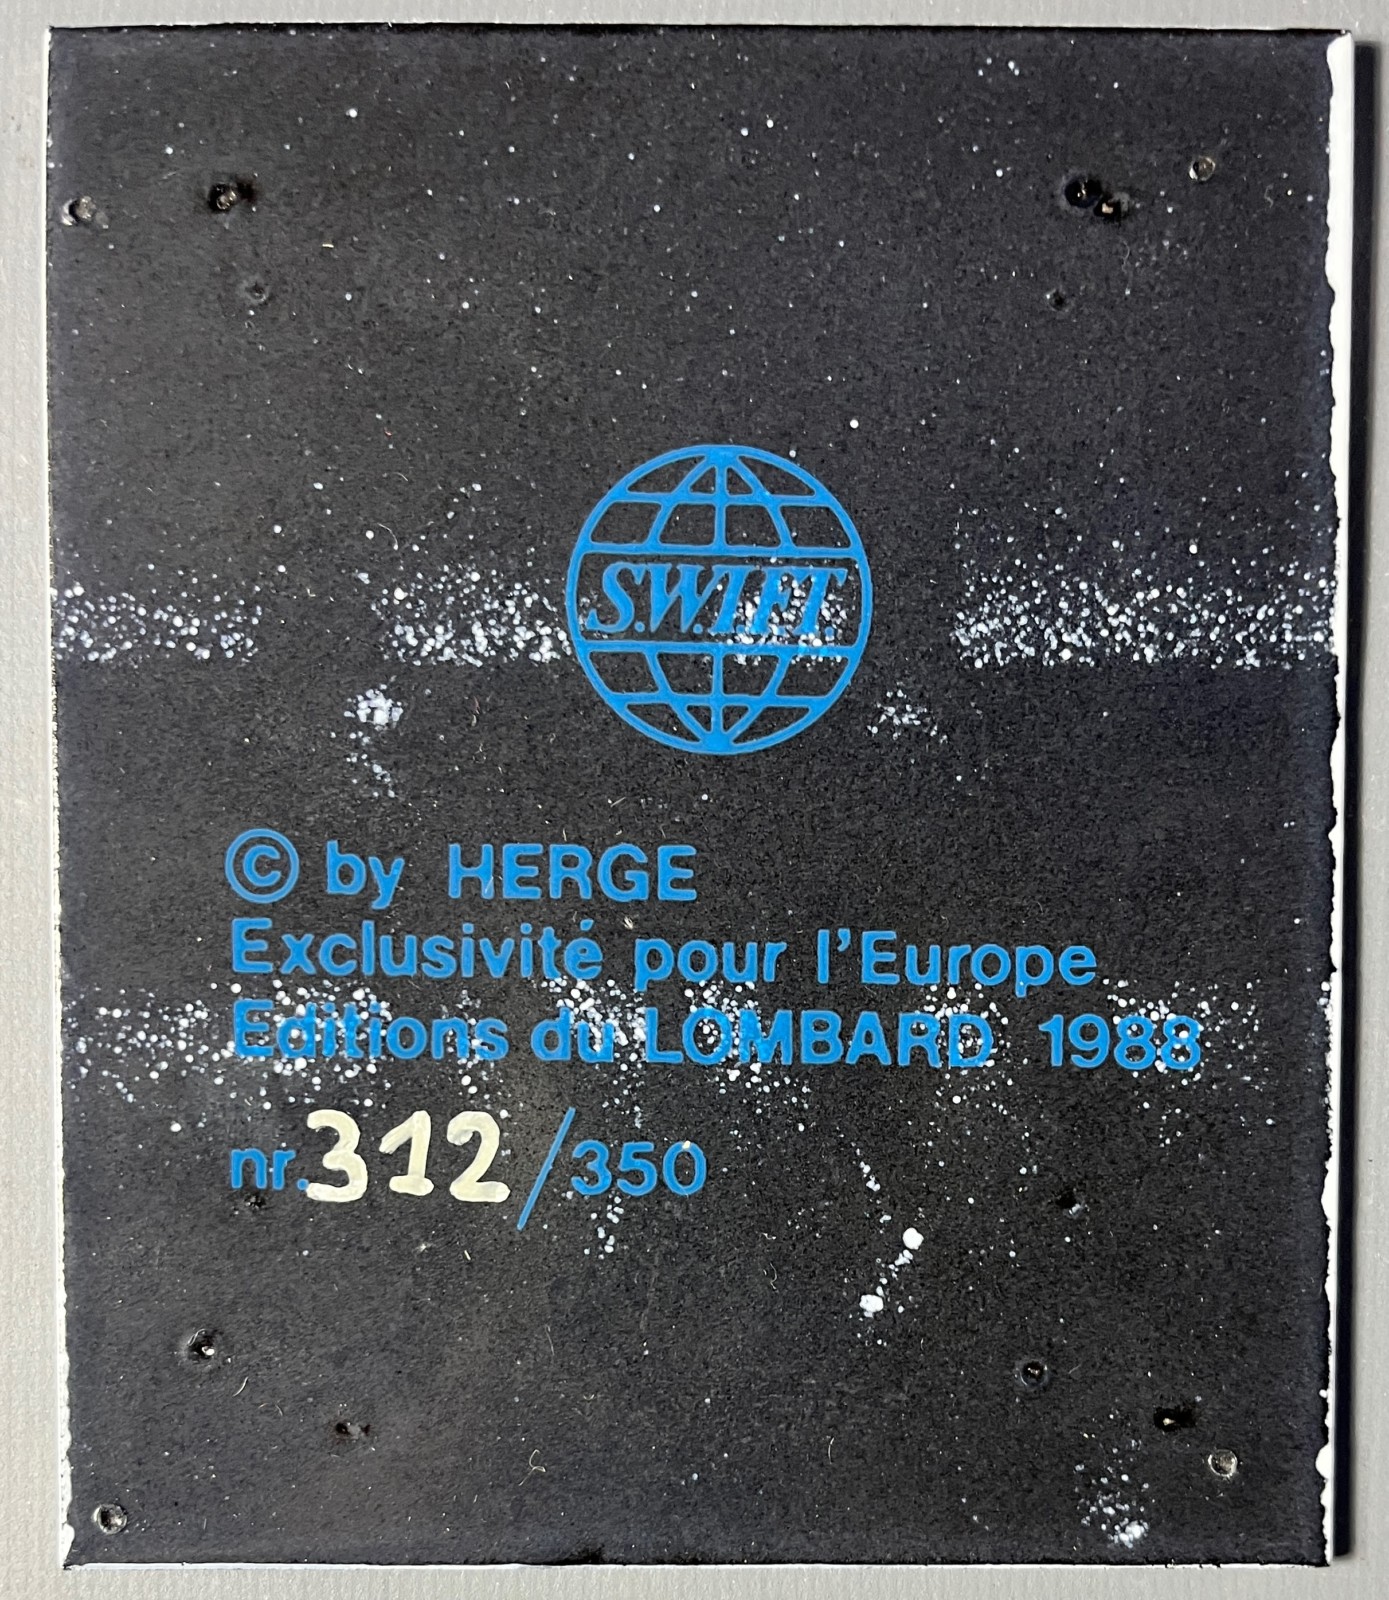 S.W.I.F.T.
© by HERGE
Exclusivité pour l'Europe
Editions du LOMBARD 1988
nr. 312/350